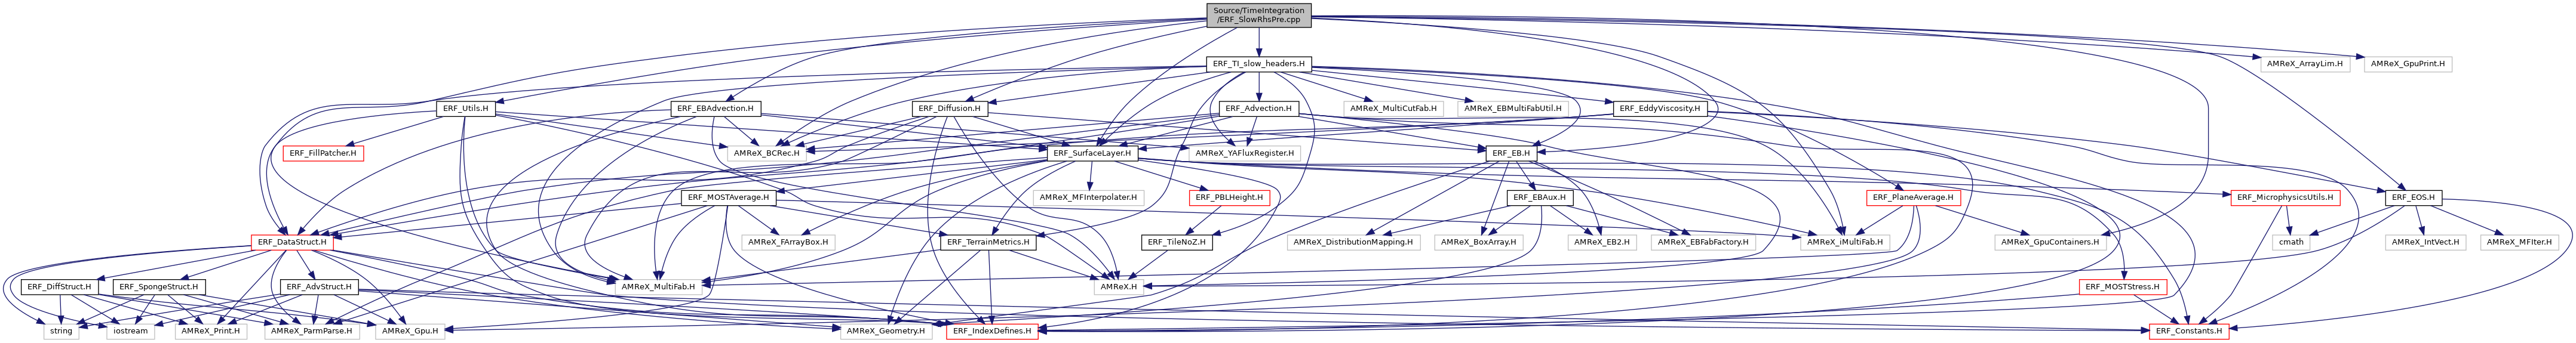 Source/TimeIntegration
/ERF_SlowRhsPre.cpp
ERF_TI_slow_headers.H
AMReX_ArrayLim.H
AMReX_GpuPrint.H
ERF_Utils.H
ERF_EBAdvection.H
ERF_Diffusion.H
ERF_Advection.H
AMReX_MultiCutFab.H
AMReX_EBMultiFabUtil.H
ERF_EddyViscosity.H
ERF_FillPatcher.H
AMReX_BCRec.H
ERF_SurfaceLayer.H
AMReX_YAFluxRegister.H
ERF_EB.H
ERF_MOSTAverage.H
AMReX_MFInterpolater.H
ERF_PBLHeight.H
ERF_EBAux.H
ERF_PlaneAverage.H
ERF_MicrophysicsUtils.H
ERF_EOS.H
ERF_DataStruct.H
AMReX_FArrayBox.H
ERF_TerrainMetrics.H
ERF_TileNoZ.H
AMReX_DistributionMapping.H
AMReX_BoxArray.H
AMReX_EB2.H
AMReX_EBFabFactory.H
AMReX_iMultiFab.H
AMReX_GpuContainers.H
cmath
AMReX_IntVect.H
AMReX_MFIter.H
ERF_DiffStruct.H
ERF_SpongeStruct.H
ERF_AdvStruct.H
AMReX_MultiFab.H
AMReX.H
ERF_MOSTStress.H
string
iostream
AMReX_Print.H
AMReX_ParmParse.H
AMReX_Gpu.H
AMReX_Geometry.H
ERF_IndexDefines.H
ERF_Constants.H